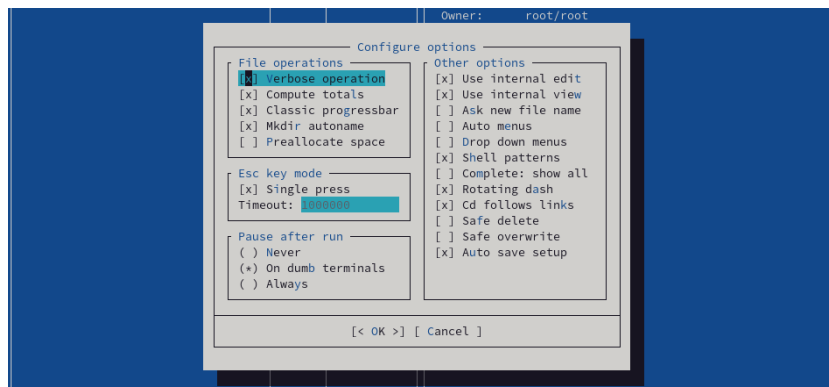 Owner: root/root
Configure options
File operations
[x] Verbose operation
[x] Compute totals
[x] Classic progressbar
[x] Mkdir autoname
[ ] Preallocate space
Esc key mode
[x] Single press
Timeout: 1000000
Pause after run
( ) Never
(*) On dumb terminals
( ) Always
Other options
[x] Use internal edit
[x] Use internal view
[ ] Ask new file name
[ ] Auto menus
[ ] Drop down menus
[x] Shell patterns
[ ] Complete: show all
[x] Rotating dash
[x] Cd follows links
[ ] Safe delete
[ ] Safe overwrite
[x] Auto save setup
[< OK >] [ Cancel ]